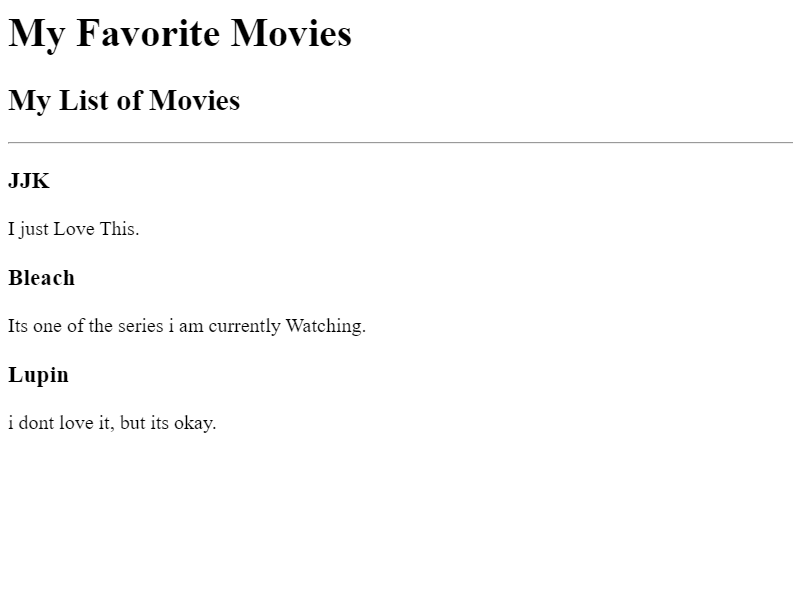 My Favorite Movies
My List of Movies
JJK
I just Love This.
Bleach
Its one of the series i am currently Watching.
Lupin
i dont love it, but its okay.